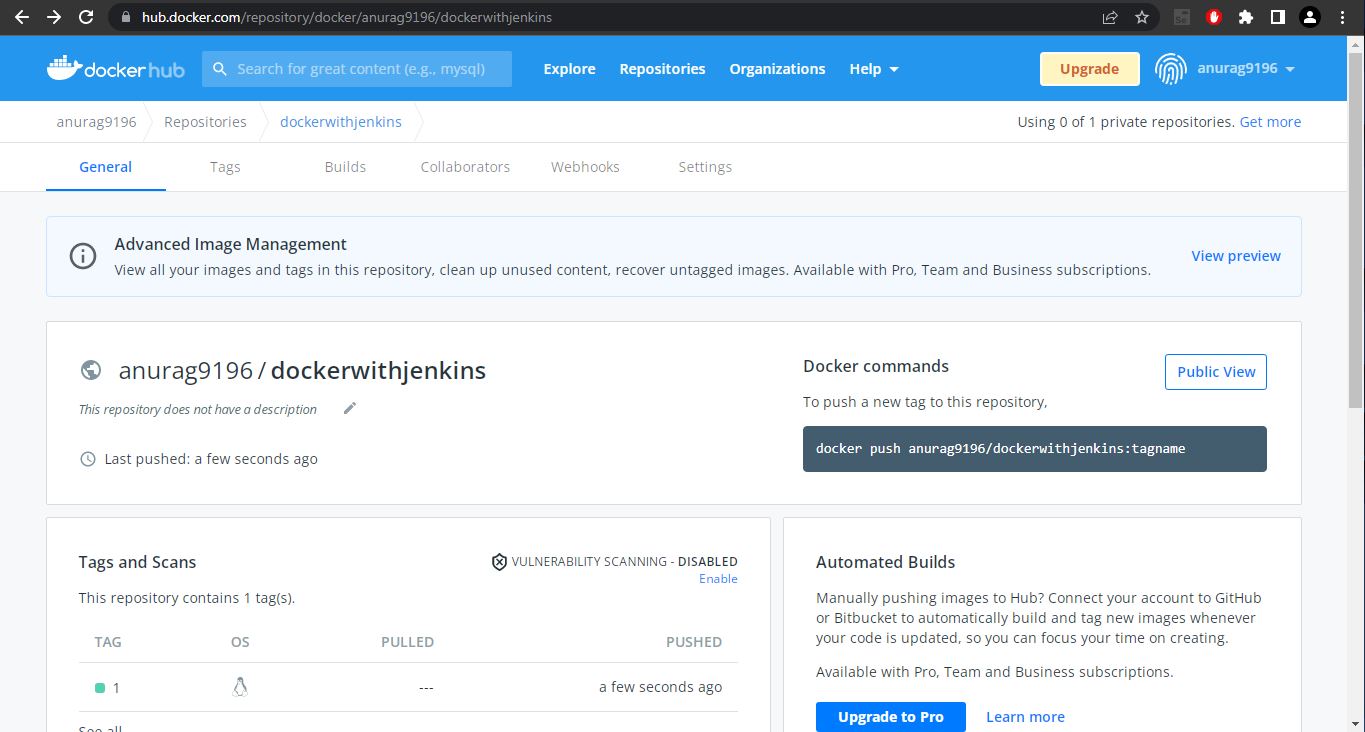 hub.docker.com/repository/docker/anurag9196/dockerwithjenkins
dockerhub
Search for great content (e.g., mysql)
Explore
Repositories
Organizations
Help
Upgrade
anurag9196
anurag9196
Repositories
dockerwithjenkins
Using 0 of 1 private repositories. Get more
General
Tags
Builds
Collaborators
Webhooks
Settings
Advanced Image Management
View all your images and tags in this repository, clean up unused content, recover untagged images. Available with Pro, Team and Business subscriptions.
View preview
anurag9196 / dockerwithjenkins
This repository does not have a description
Last pushed: a few seconds ago
Docker commands
Public View
To push a new tag to this repository,
docker push anurag9196/dockerwithjenkins:tagname
Tags and Scans
VULNERABILITY SCANNING - DISABLED
Enable
This repository contains 1 tag(s).
TAG
OS
PULLED
PUSHED
1
---
a few seconds ago
See all
Automated Builds
Manually pushing images to Hub? Connect your account to GitHub
or Bitbucket to automatically build and tag new images whenever
your code is updated, so you can focus your time on creating.
Available with Pro, Team and Business subscriptions.
Upgrade to Pro
Learn more